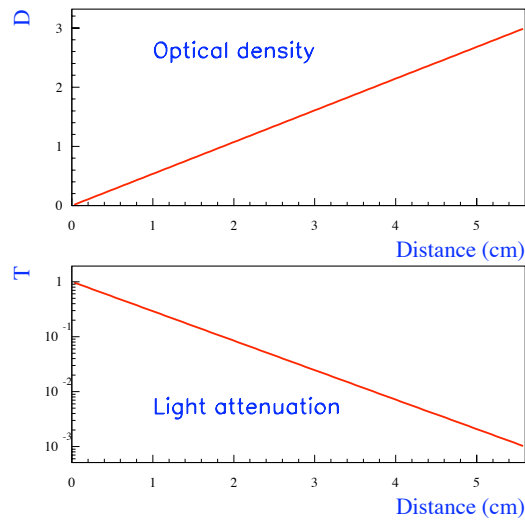 D
3
2
1
0
Optical density
0 1 2 3 4 5
Distance (cm)
T
1
10 -1
10 -2
10 -3
Light attenuation
0 1 2 3 4 5
Distance (cm)